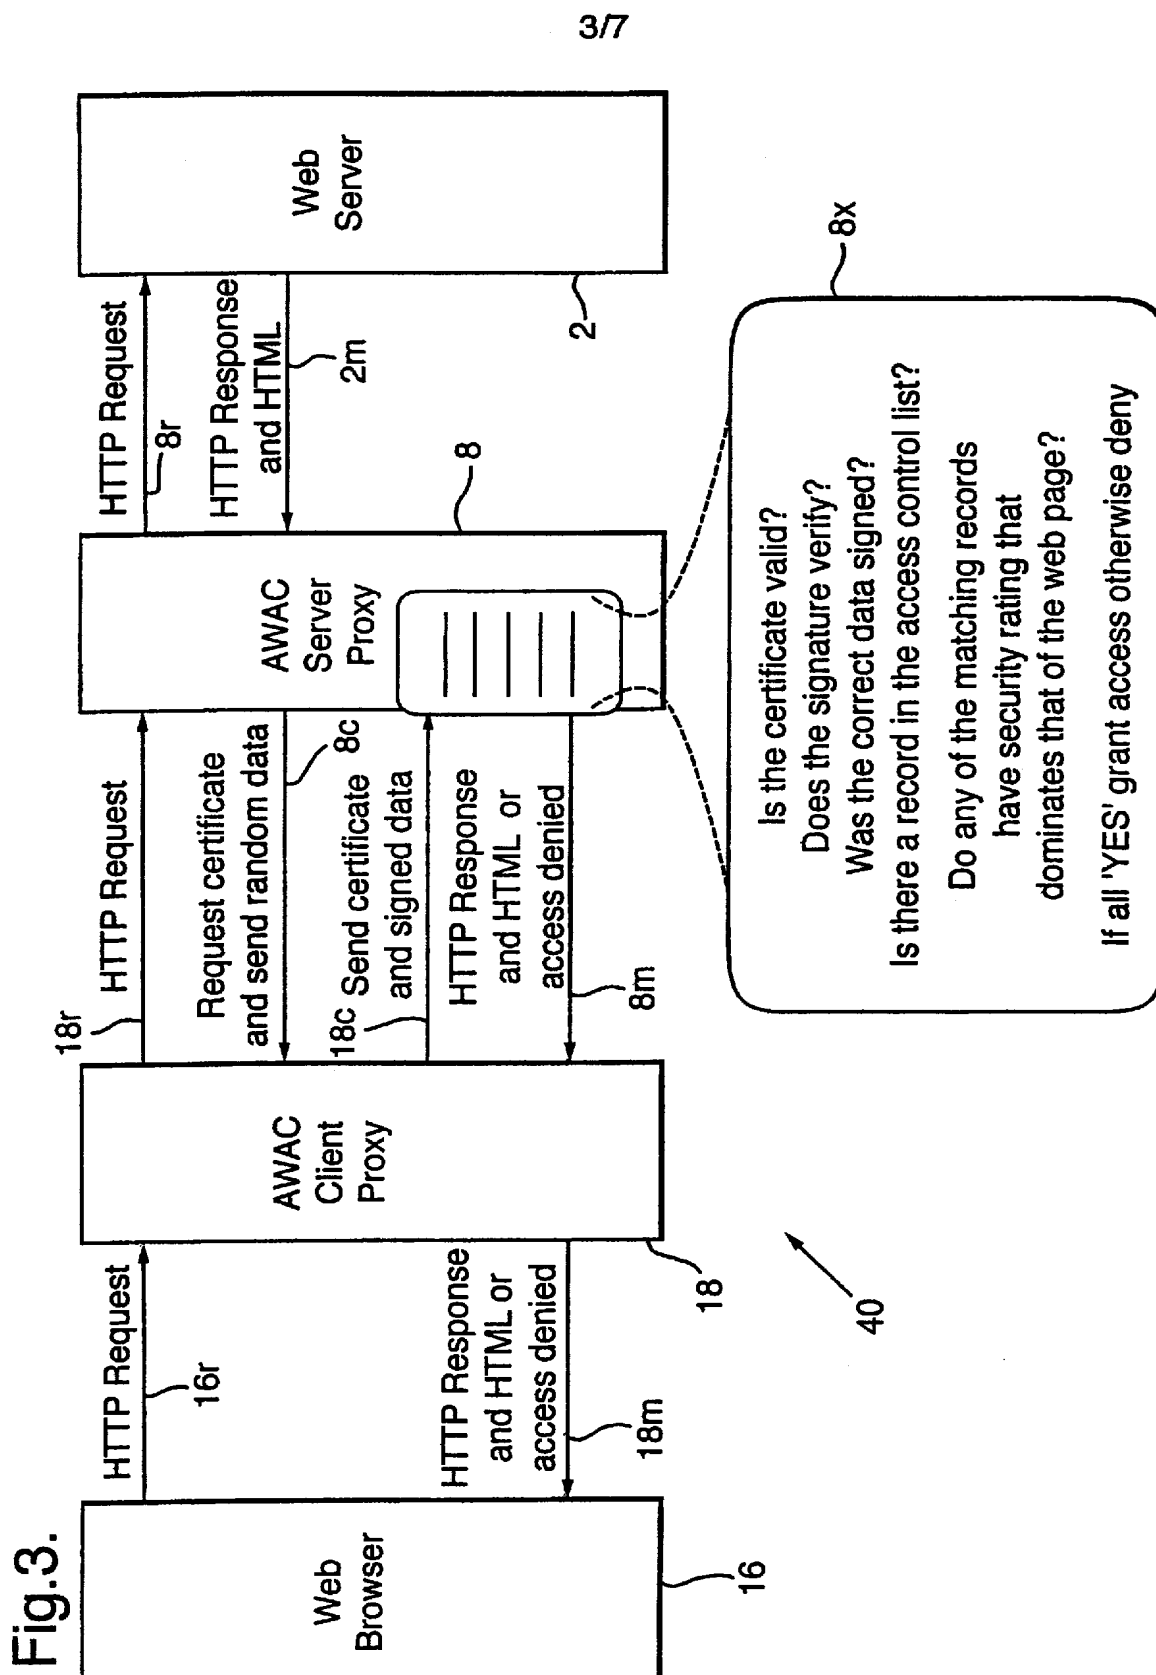 3/7
Fig.3.
Web
Browser
16
HTTP Request
16r
HTTP Response
and HTML or
access denied
18m
AWAC
Client
Proxy
18
40
18r
HTTP Request
Request certificate
and send random data
8c
18c
Send certificate
and signed data
HTTP Response
and HTML or
access denied
8m
AWAC
Server
Proxy
8
HTTP Request
8r
HTTP Response
and HTML
2m
Web
Server
2
8x
Is the certificate valid?
Does the signature verify?
Was the correct data signed?
Is there a record in the access control list?
Do any of the matching records
have security rating that
dominates that of the web page?
If all 'YES' grant access otherwise deny